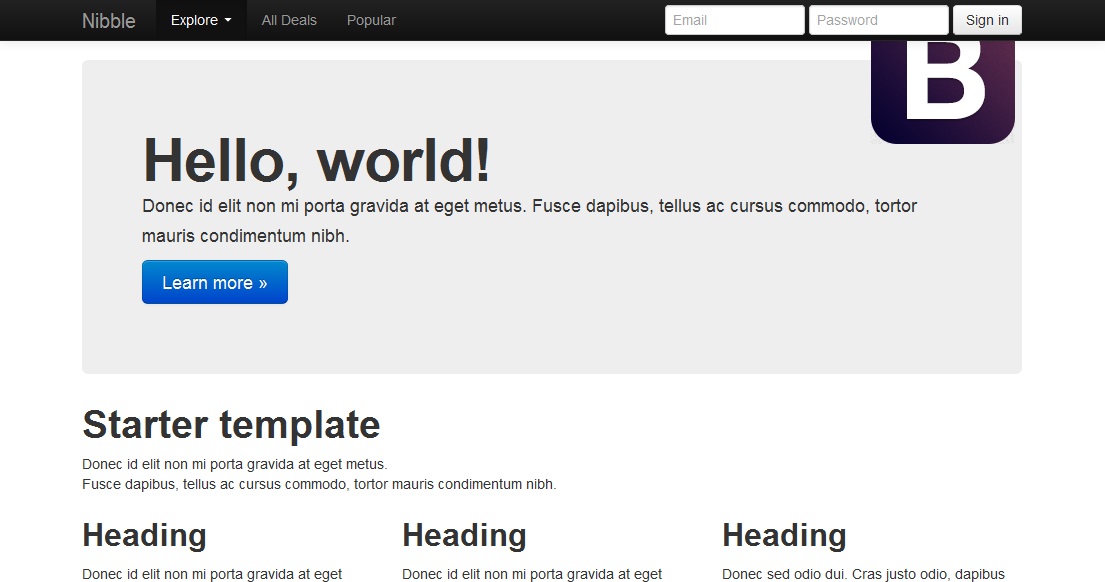 Nibble Explore All Deals Popular Email Password Sign in
B
Hello, world!
Donec id elit non mi porta gravida at eget metus. Fusce dapibus, tellus ac cursus commodo, tortor
mauris condimentum nibh.
Learn more »
Starter template
Donec id elit non mi porta gravida at eget metus.
Fusce dapibus, tellus ac cursus commodo, tortor mauris condimentum nibh.
Heading Heading Heading
Donec id elit non mi porta gravida at eget Donec id elit non mi porta gravida at eget Donec sed odio dui. Cras justo odio, dapibus